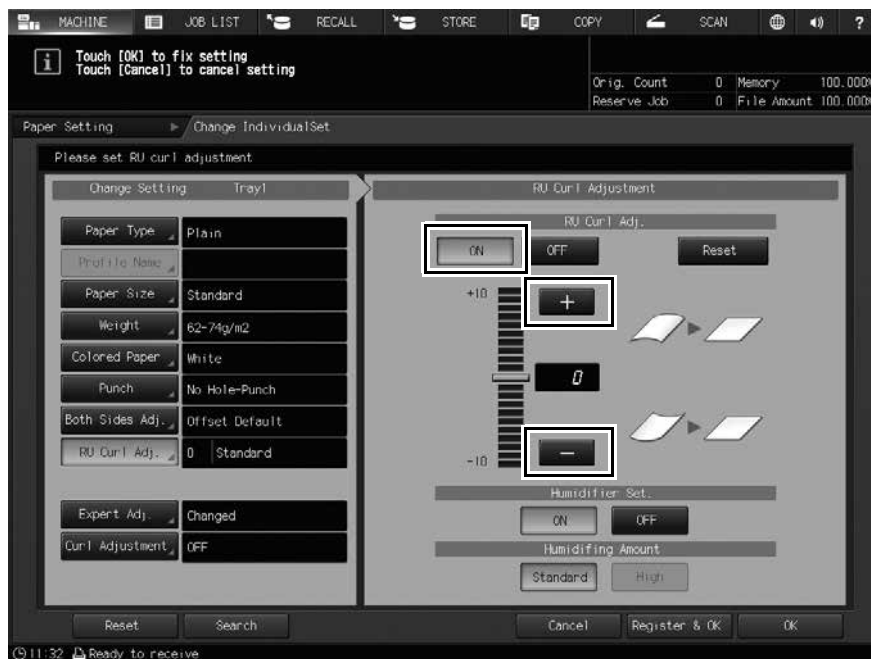 MACHINE JOB LIST RECALL STORE COPY SCAN ?
i Touch [OK] to fix setting
Touch [Cancel] to cancel setting
Orig. Count 0 Memory 100.000%
Reserve Job 0 File Amount 100.000%
Paper Setting Change IndividualSet
Please set RU curl adjustment
Change Setting Tray1
RU Curl Adjustment
RU Curl Adj.
Paper Type Plain
ON OFF Reset
Profile Name
Paper Size Standard
+10 +
Weight 62-74g/m2
Colored Paper White
Punch No Hole-Punch
0
Both Sides Adj. Offset Default
RU Curl Adj. 0 Standard
-10 −
Humidifier Set.
Expert Adj. Changed
ON OFF
Curl Adjustment OFF
Humidifing Amount
Standard High
Reset Search Cancel Register & OK OK
11:32 Ready to receive